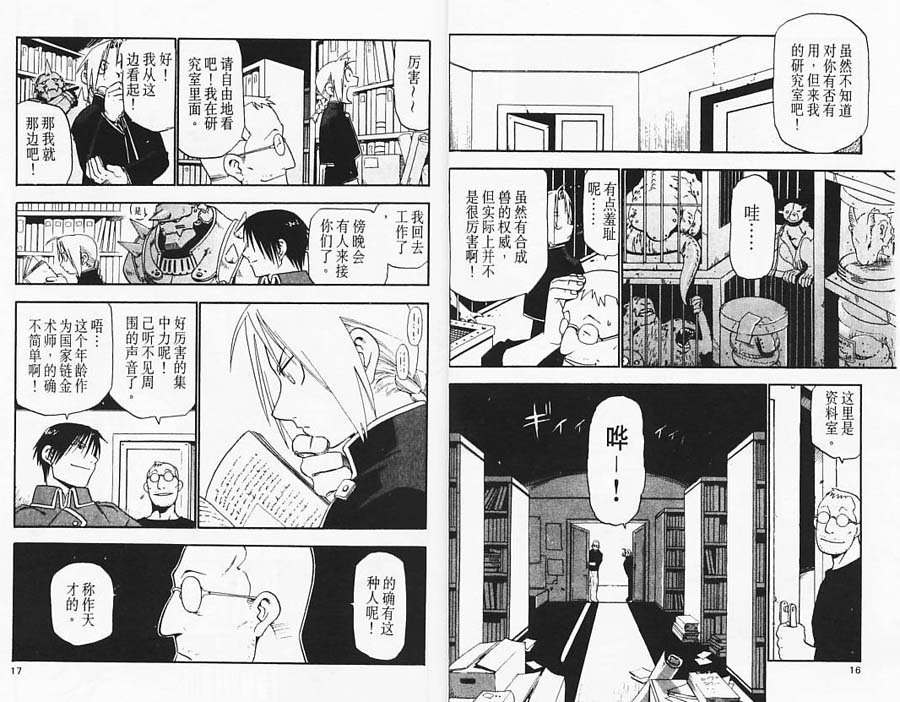 虽然不知道
对你有否有
用，但来我
的研究室吧！
哇……
有点羞耻
呢……
虽然有合成
兽的权威，
但实际上并不
是很厉害啊！
这里是
资料室。
哇－！
ギイイィ
16
厉害～～
请自由地看
吧！我在研
究室里面。
好！
我从这
边看起！
那我就
那边吧！
我回去
工作了
，
傍晚会
有人来接
你们了。
（是。）
好厉害的集
中力呢！
己听不见周
围的声音了。
唔…
这个年龄作
为国家链金
术师，的确
不简单啊！
的确有这
种人呢！
称作天
才的。
17